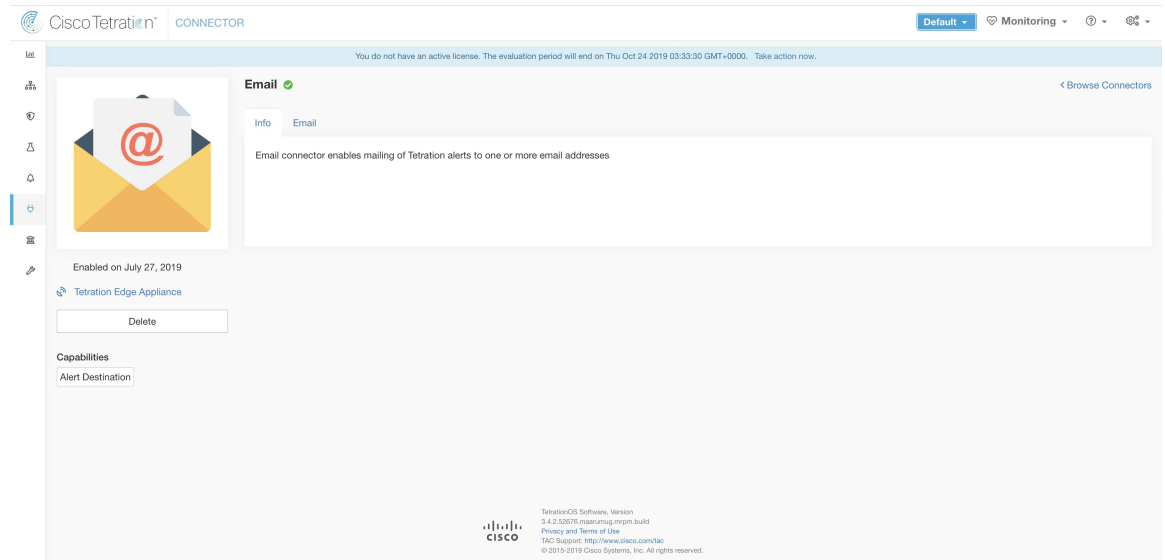 Cisco Tetration™ CONNECTOR Default Monitoring
You do not have an active license. The evaluation period will end on Thu Oct 24 2019 03:33:30 GMT+0000. Take action now.
@
Email
Browse Connectors
Info Email
Email connector enables mailing of Tetration alerts to one or more email addresses
Enabled on July 27, 2019
Tetration Edge Appliance
Delete
Capabilities
Alert Destination
CISCO
TetrationOS Software, Version
3.4.2.52676.maarumug.mrpm.build
Privacy and Terms of Use
TAC Support: http://www.cisco.com/tac
© 2015-2019 Cisco Systems, Inc. All rights reserved.